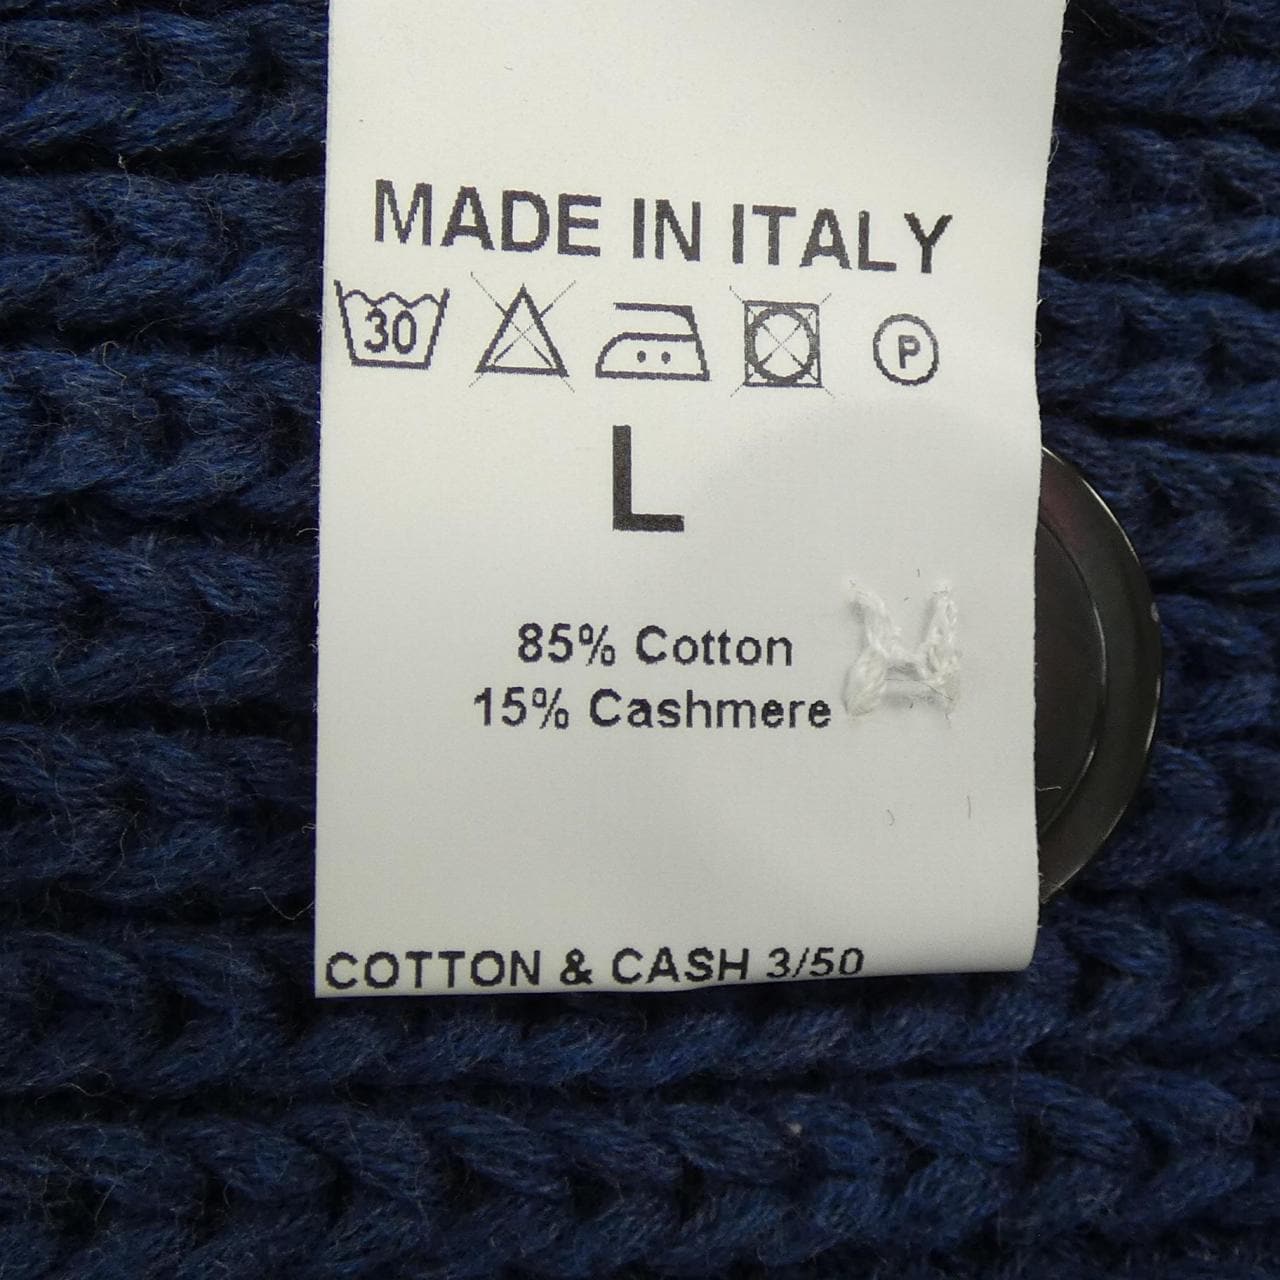 MADE IN ITALY
30
P
L
85% Cotton
15% Cashmere
COTTON & CASH 3/50